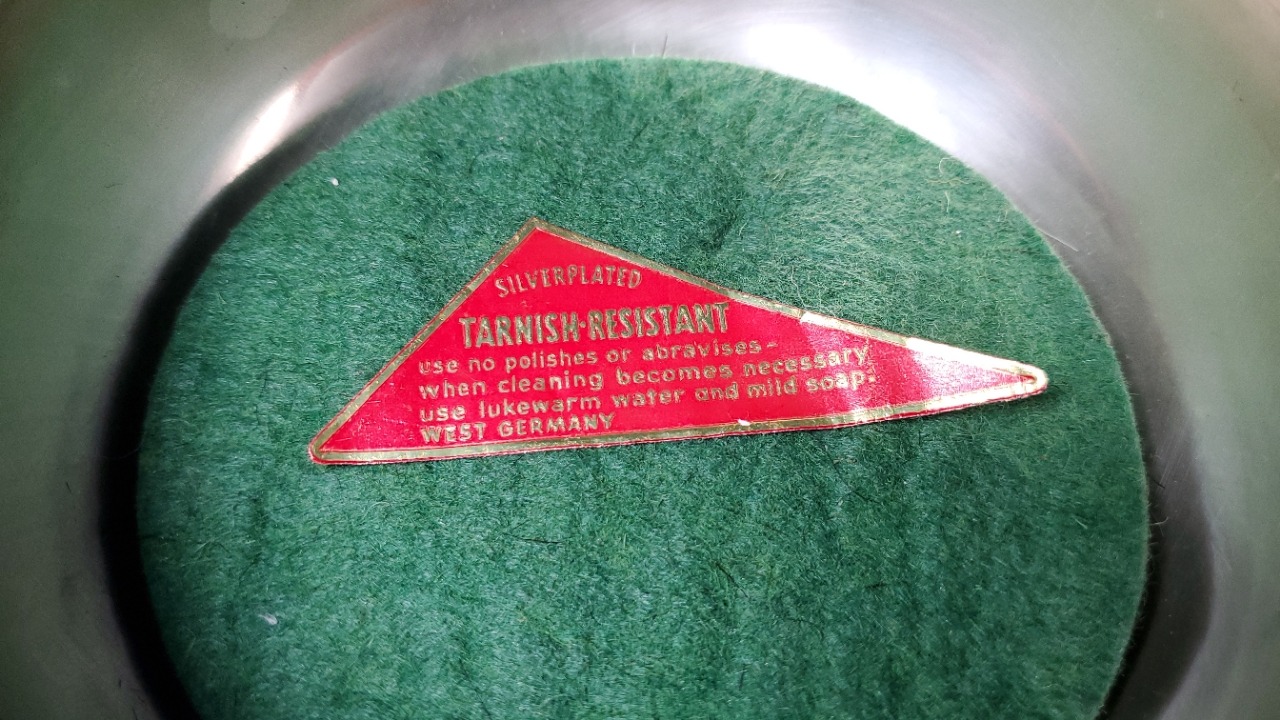 SILVERPLATED
TARNISH-RESISTANT
use no polishes or abravises-
when cleaning becomes necessary
use lukewarm water and mild soap.
WEST GERMANY